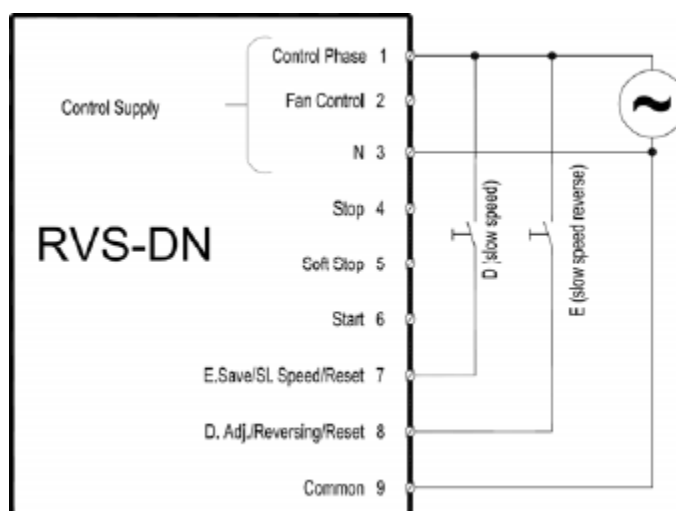 Control Phase 1
Control Supply
Fan Control 2
N 3
RVS-DN
Stop 4
Soft Stop 5
Start 6
E.Save/SL Speed/Reset 7
D. Adj./Reversing/Reset 8
Common 9
D (slow speed)
E (slow speed reverse)
~